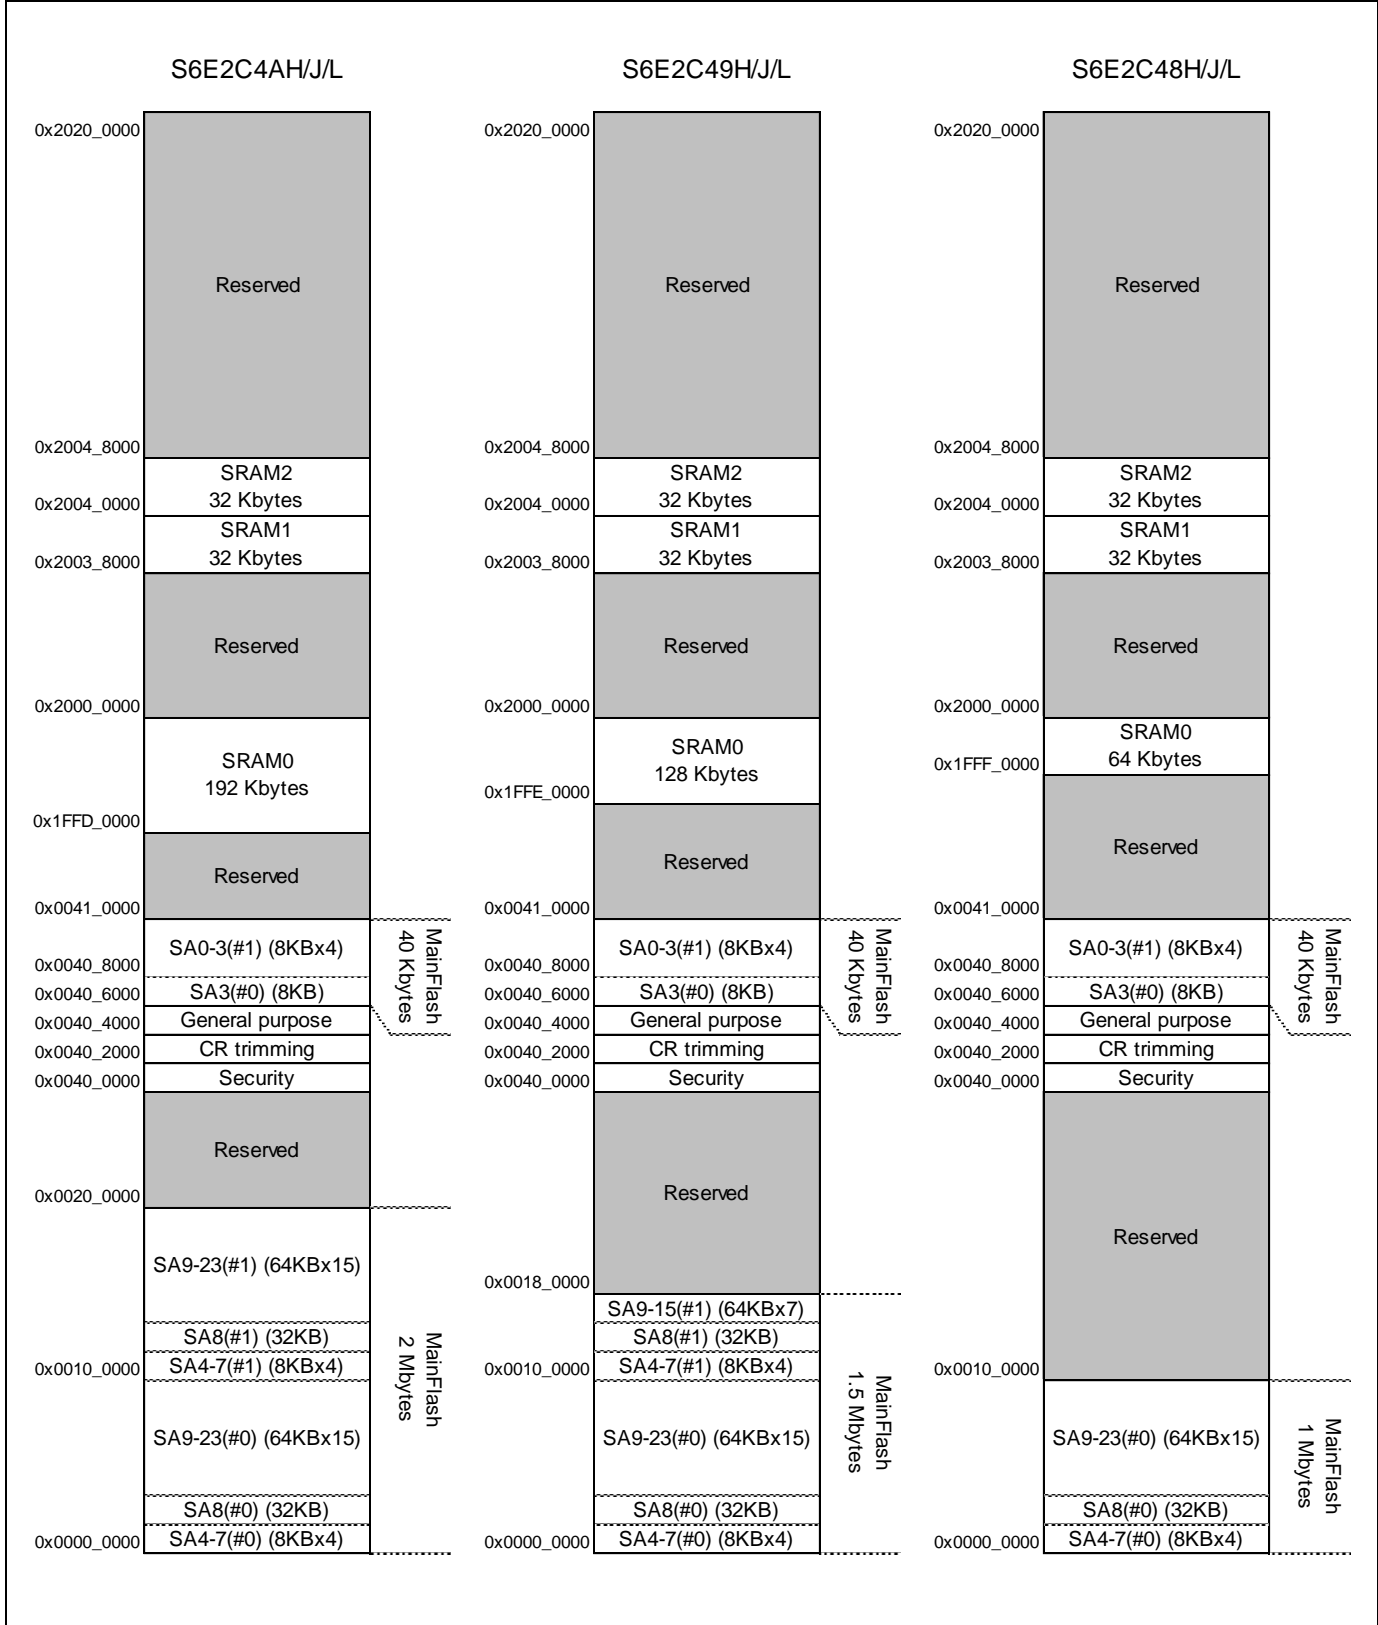 S6E2C4AH/J/L
0x2020_0000
Reserved
0x2004_8000
SRAM2
32 Kbytes
0x2004_0000
SRAM1
32 Kbytes
0x2003_8000
Reserved
0x2000_0000
SRAM0
192 Kbytes
0x1FFD_0000
Reserved
0x0041_0000
SA0-3(#1) (8KBx4)
0x0040_8000
SA3(#0) (8KB)
0x0040_6000
General purpose
0x0040_4000
CR trimming
0x0040_2000
Security
0x0040_0000
MainFlash
40 Kbytes
Reserved
0x0020_0000
SA9-23(#1) (64KBx15)
SA8(#1) (32KB)
SA4-7(#1) (8KBx4)
0x0010_0000
SA9-23(#0) (64KBx15)
SA8(#0) (32KB)
SA4-7(#0) (8KBx4)
0x0000_0000
MainFlash
2 Mbytes
S6E2C49H/J/L
0x2020_0000
Reserved
0x2004_8000
SRAM2
32 Kbytes
0x2004_0000
SRAM1
32 Kbytes
0x2003_8000
Reserved
0x2000_0000
SRAM0
128 Kbytes
0x1FFE_0000
Reserved
0x0041_0000
SA0-3(#1) (8KBx4)
0x0040_8000
SA3(#0) (8KB)
0x0040_6000
General purpose
0x0040_4000
CR trimming
0x0040_2000
Security
0x0040_0000
MainFlash
40 Kbytes
Reserved
0x0018_0000
SA9-15(#1) (64KBx7)
SA8(#1) (32KB)
SA4-7(#1) (8KBx4)
0x0010_0000
SA9-23(#0) (64KBx15)
SA8(#0) (32KB)
SA4-7(#0) (8KBx4)
0x0000_0000
MainFlash
1.5 Mbytes
S6E2C48H/J/L
0x2020_0000
Reserved
0x2004_8000
SRAM2
32 Kbytes
0x2004_0000
SRAM1
32 Kbytes
0x2003_8000
Reserved
0x2000_0000
SRAM0
64 Kbytes
0x1FFF_0000
Reserved
0x0041_0000
SA0-3(#1) (8KBx4)
0x0040_8000
SA3(#0) (8KB)
0x0040_6000
General purpose
0x0040_4000
CR trimming
0x0040_2000
Security
0x0040_0000
MainFlash
40 Kbytes
Reserved
0x0010_0000
SA9-23(#0) (64KBx15)
SA8(#0) (32KB)
SA4-7(#0) (8KBx4)
0x0000_0000
MainFlash
1 Mbytes